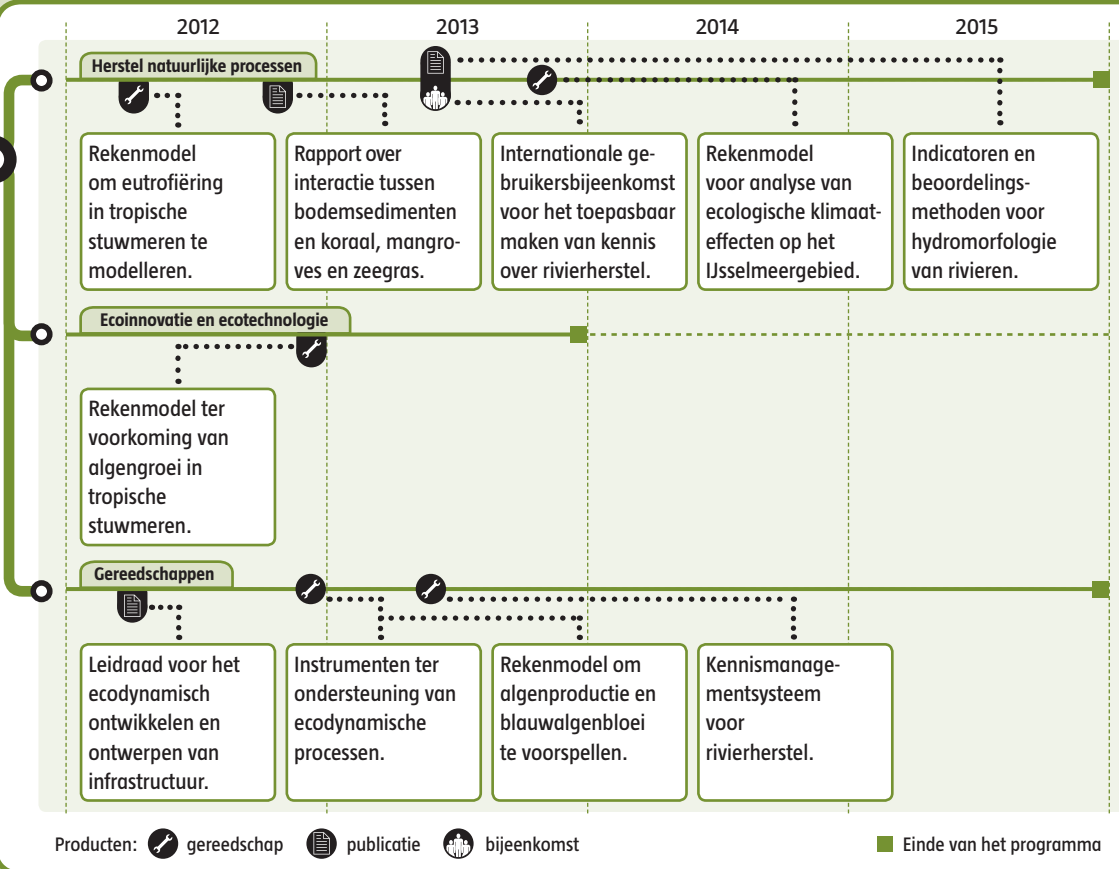 2012 2013 2014 2015
Herstel natuurlijke processen
Rekenmodel
om eutrofiëring
in tropische
stuwmeren te
modelleren.
Rapport over
interactie tussen
bodemsedimenten
en koraal, mangro-
ves en zeegras.
Internationale ge-
bruikersbijeenkomst
voor het toepasbaar
maken van kennis
over rivierherstel.
Rekenmodel
voor analyse van
ecologische klimaat-
effecten op het
IJsselmeergebied.
Indicatoren en
beoordelings-
methoden voor
hydromorfologie
van rivieren.
Ecoinnovatie en ecotechnologie
Rekenmodel ter
voorkoming van
algengroei in
tropische
stuwmeren.
Gereedschappen
Leidraad voor het
ecodynamisch
ontwikkelen en
ontwerpen van
infrastructuur.
Instrumenten ter
ondersteuning van
ecodynamische
processen.
Rekenmodel om
algenproductie en
blauwalgenbloei
te voorspellen.
Kennismanage-
mentsysteem
voor
rivierherstel.
Producten: gereedschap publicatie bijeenkomst Einde van het programma